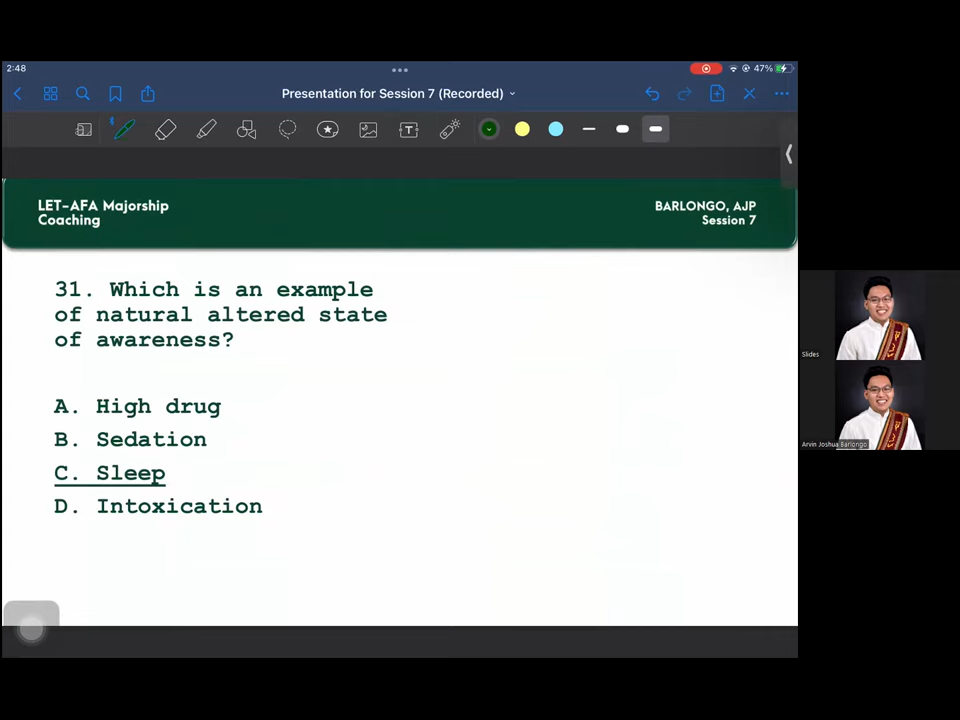 2:48
47%
Presentation for Session 7 (Recorded)
LET-AFA Majorship
Coaching
BARLONGO, AJP
Session 7
31. Which is an example
of natural altered state
of awareness?
A. High drug
B. Sedation
C. Sleep
D. Intoxication
Slides
Arvin Joshua Barlongo